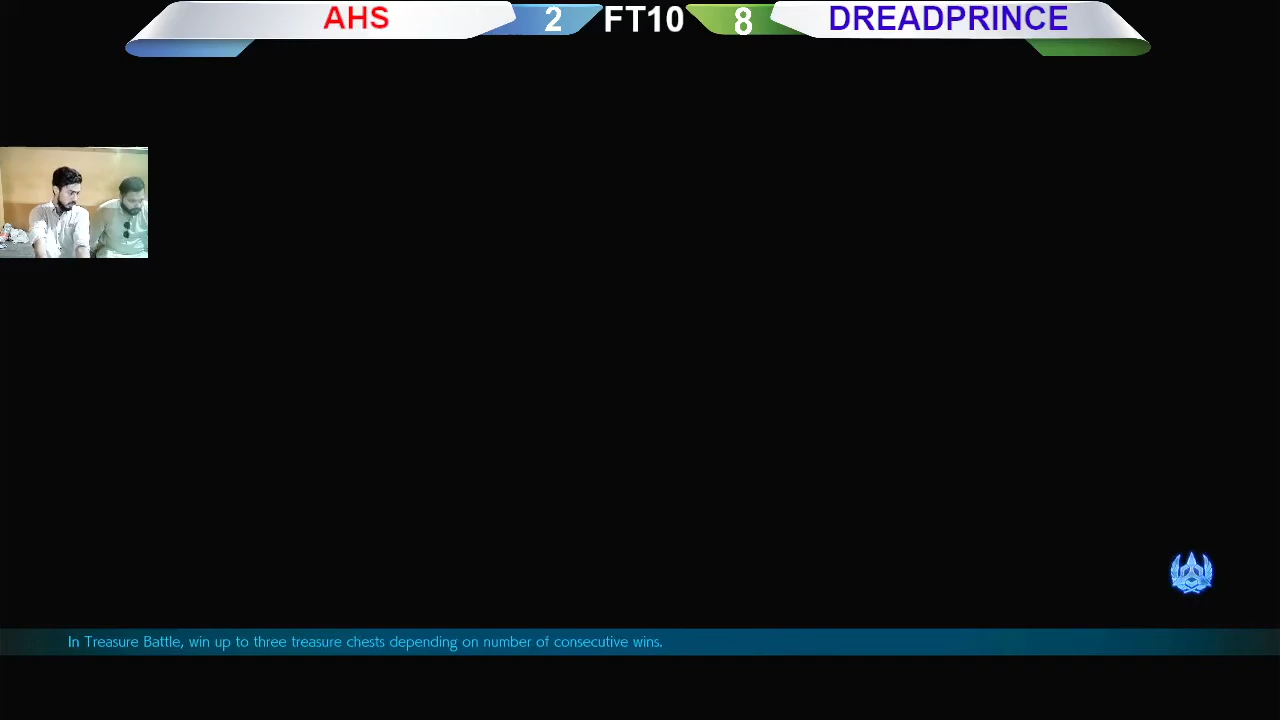 AHS 2 FT10 8 DREADPRINCE
In Treasure Battle, win up to three treasure chests depending on number of consecutive wins.